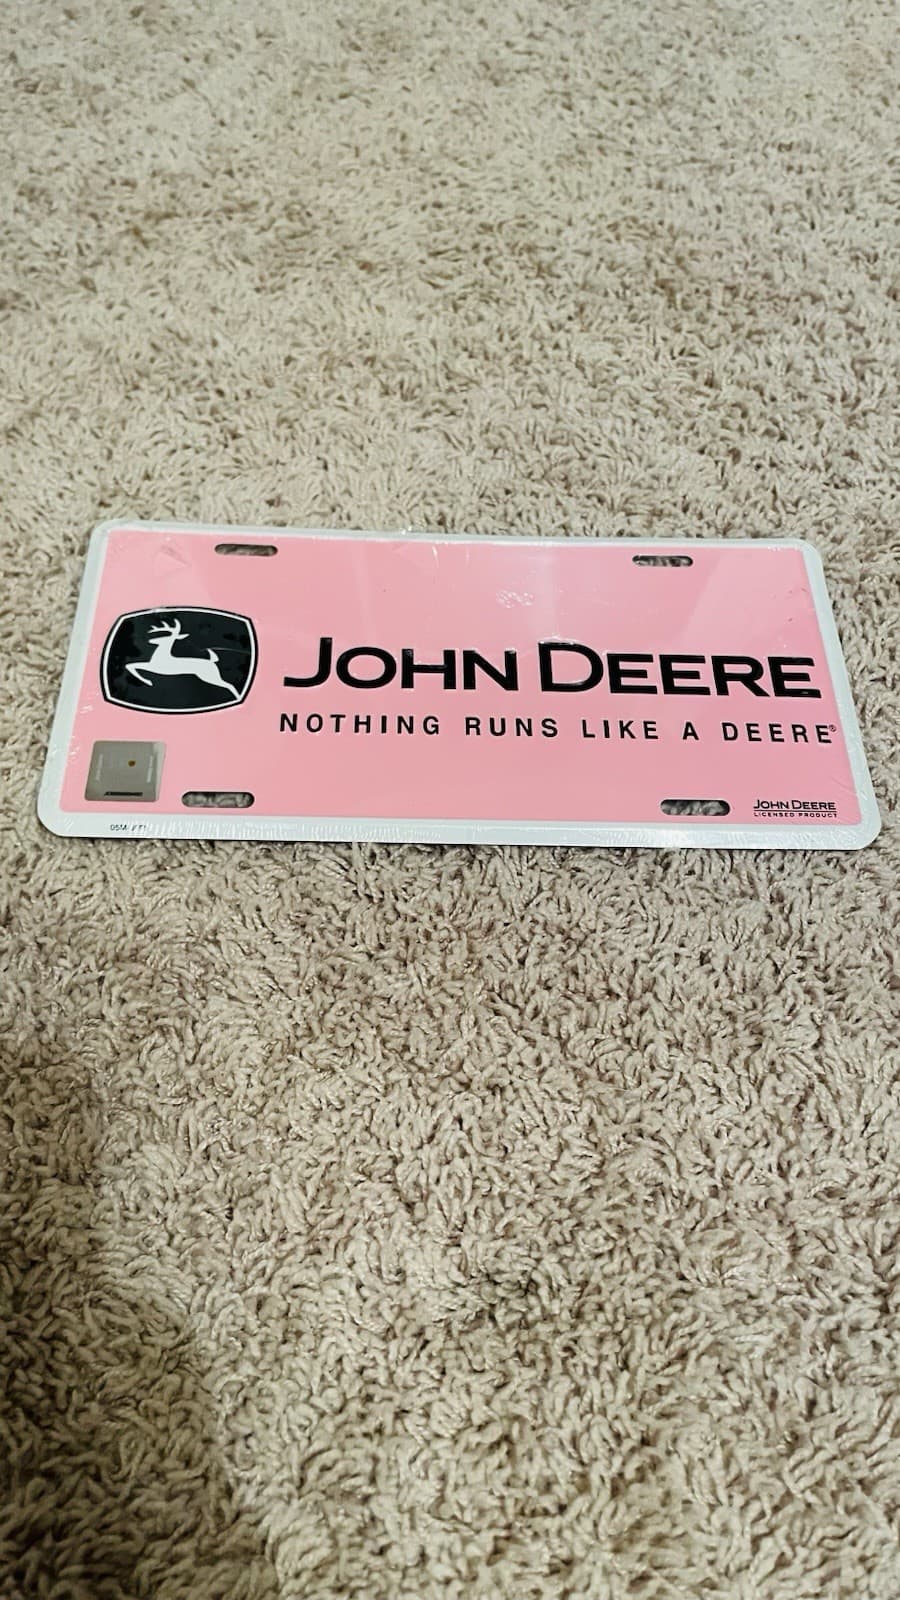 JOHN DEERE
NOTHING RUNS LIKE A DEERE®
JOHN DEERE
LICENSED PRODUCT